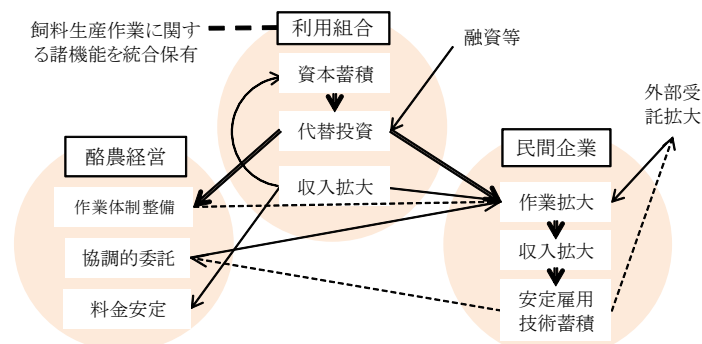 飼料生産作業に関す
る諸機能を統合保有
利用組合
資本蓄積
代替投資
収入拡大
融資等
外部受
託拡大
酪農経営
作業体制整備
協調的委託
料金安定
民間企業
作業拡大
収入拡大
安定雇用
技術蓄積